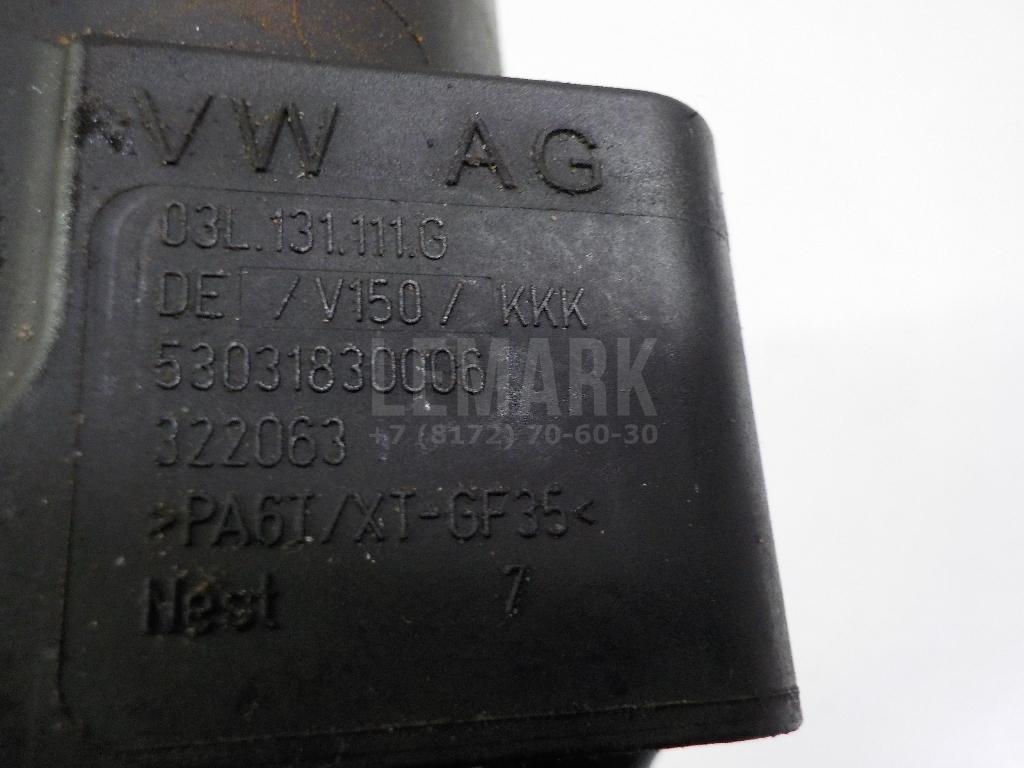 VW AG
03L.131.111.G
DE / V150 / KKK
53031830006
LEMARK
+7 (8172) 70-60-30
322063
>PA6T/XT-GF35<
Nest 7